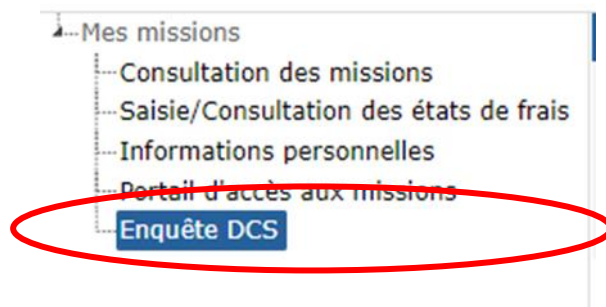 Mes missions
Consultation des missions
Saisie/Consultation des états de frais
Informations personnelles
Portail d'accès aux missions
Enquête DCS